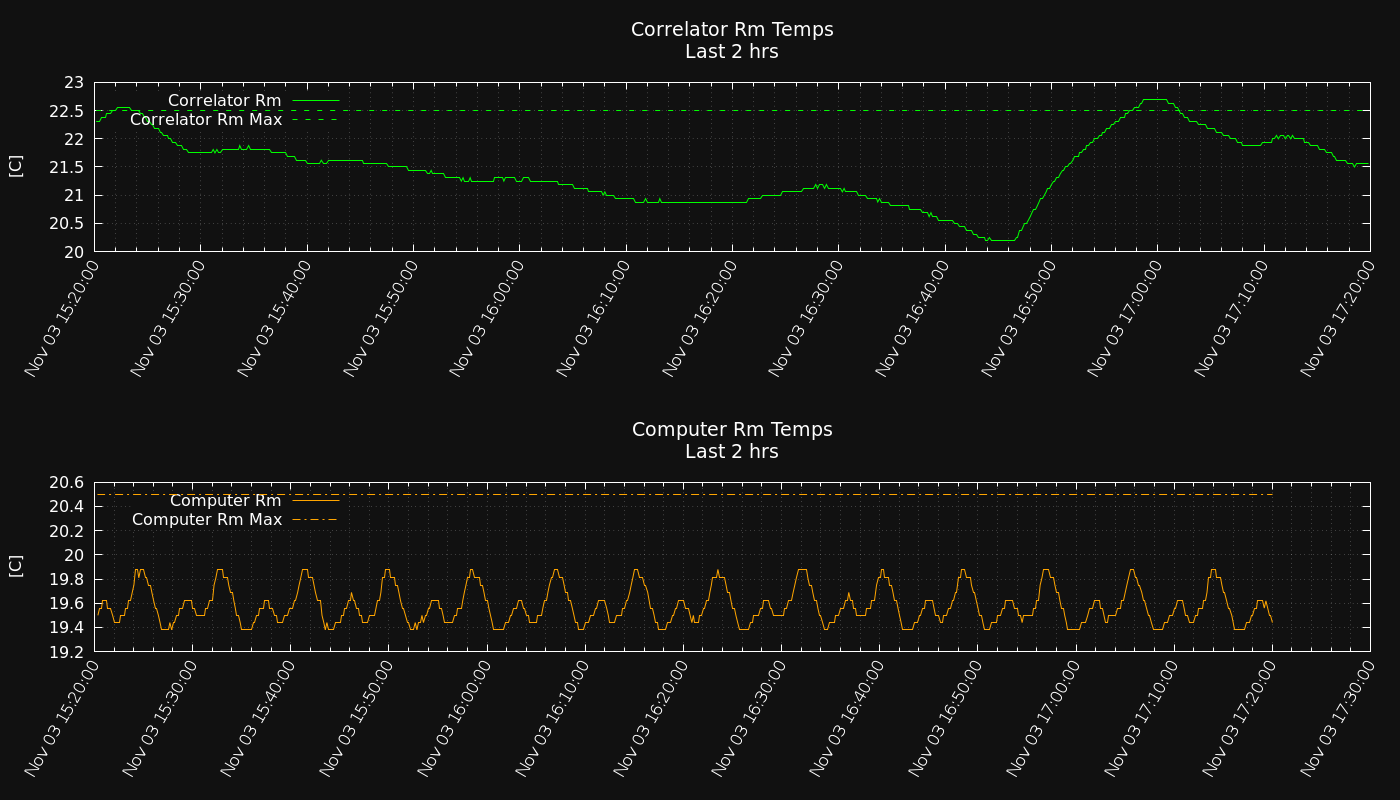 Correlator Rm Temps
Last 2 hrs
[C]
23
22.5
22
21.5
21
20.5
20
Correlator Rm
Correlator Rm Max
Nov 03 15:20:00
Nov 03 15:30:00
Nov 03 15:40:00
Nov 03 15:50:00
Nov 03 16:00:00
Nov 03 16:10:00
Nov 03 16:20:00
Nov 03 16:30:00
Nov 03 16:40:00
Nov 03 16:50:00
Nov 03 17:00:00
Nov 03 17:10:00
Nov 03 17:20:00
Computer Rm Temps
Last 2 hrs
[C]
20.6
20.4
20.2
20
19.8
19.6
19.4
19.2
Computer Rm
Computer Rm Max
Nov 03 15:20:00
Nov 03 15:30:00
Nov 03 15:40:00
Nov 03 15:50:00
Nov 03 16:00:00
Nov 03 16:10:00
Nov 03 16:20:00
Nov 03 16:30:00
Nov 03 16:40:00
Nov 03 16:50:00
Nov 03 17:00:00
Nov 03 17:10:00
Nov 03 17:20:00
Nov 03 17:30:00